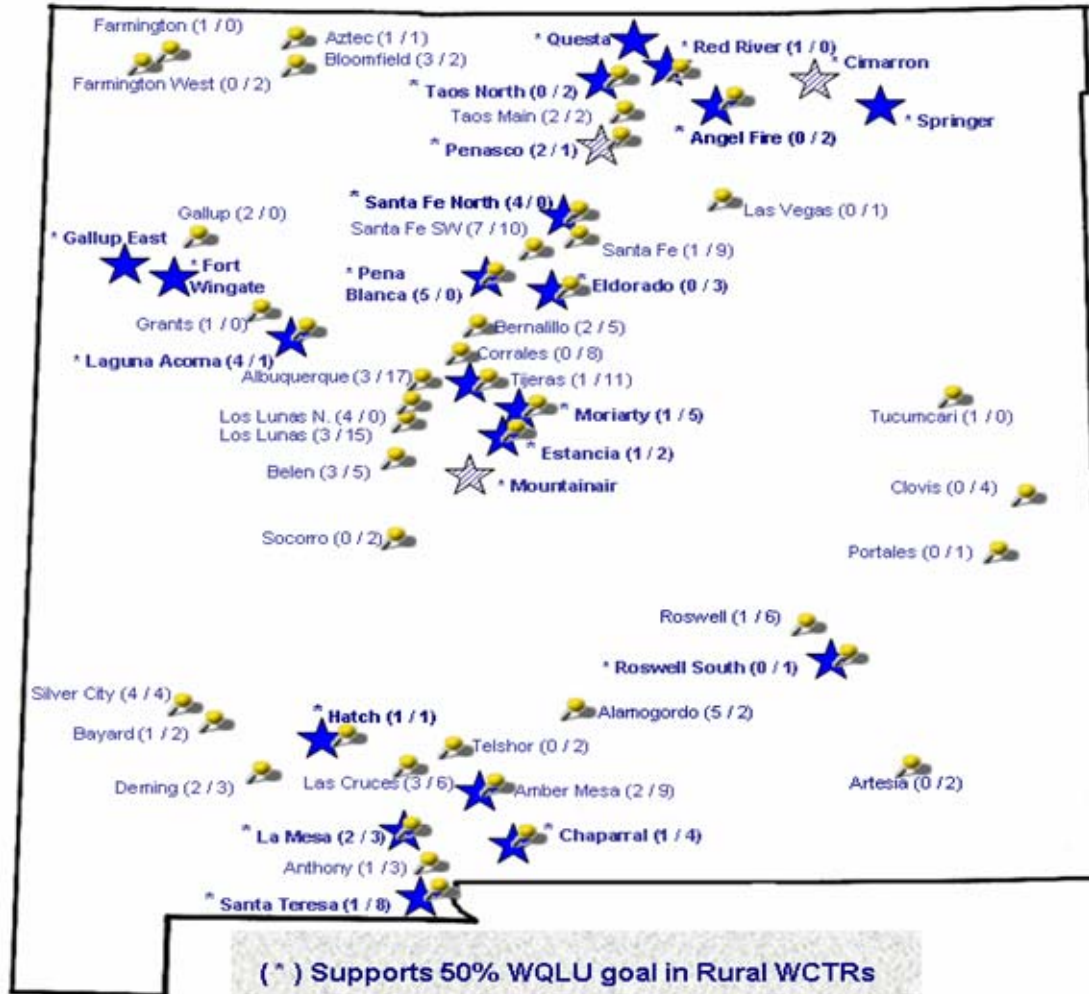 Farmington (1 / 0)
Aztec (1 / 1)
Bloomfield (3 / 2)
Farmington West (0 / 2)
* Questa
* Red River (1 / 0)
* Cimarron
* Taos North (0 / 2)
Taos Main (2 / 2)
* Springer
* Angel Fire (0 / 2)
* Penasco (2 / 1)
* Santa Fe North (4 / 0)
Las Vegas (0 / 1)
Gallup (2 / 0)
Santa Fe SW (7 / 10)
Santa Fe (1 / 9)
* Gallup East
* Fort
Wingate
* Pena
Blanca (5 / 0)
* Eldorado (0 / 3)
Grants (1 / 0)
Bernalillo (2 / 5)
* Laguna Acoma (4 / 1)
Corrales (0 / 8)
Albuquerque (3 / 17)
Tijeras (1 / 11)
Los Lunas N. (4 / 0)
* Moriarty (1 / 5)
Tucumcari (1 / 0)
Los Lunas (3 / 15)
* Estancia (1 / 2)
Belen (3 / 5)
* Mountainair
Clovis (0 / 4)
Socorro (0 / 2)
Portales (0 / 1)
Roswell (1 / 6)
* Roswell South (0 / 1)
Silver City (4 / 4)
Bayard (1 / 2)
* Hatch (1 / 1)
Alamogordo (5 / 2)
Telshor (0 / 2)
Deming (2 / 3)
Las Cruces (3 / 6)
Amber Mesa (2 / 9)
Artesia (0 / 2)
* La Mesa (2 / 3)
* Chaparral (1 / 4)
Anthony (1 / 3)
* Santa Teresa (1 / 8)
( * ) Supports 50% WQLU goal in Rural WCTRs